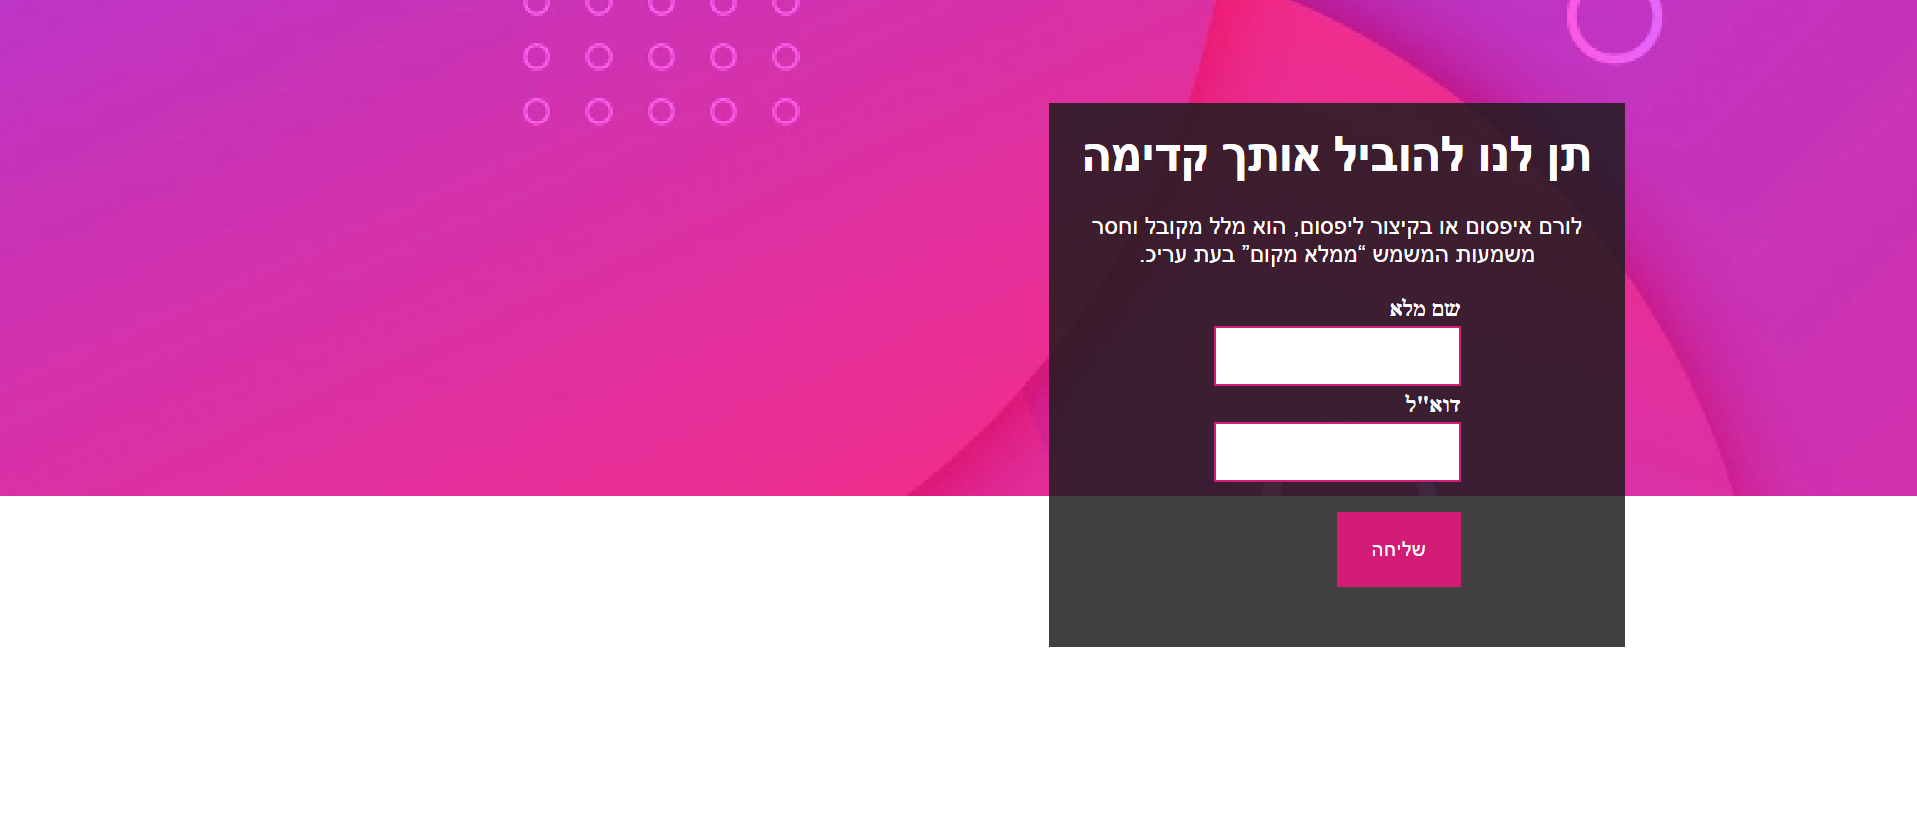 תן לנו להוביל אותך קדימה
לורם איפסום או בקיצור ליפסום, הוא מלל מקובל וחסר
משמעות המשמש “ממלא מקום” בעת עריכ.
שם מלא
דוא"ל
שליחה